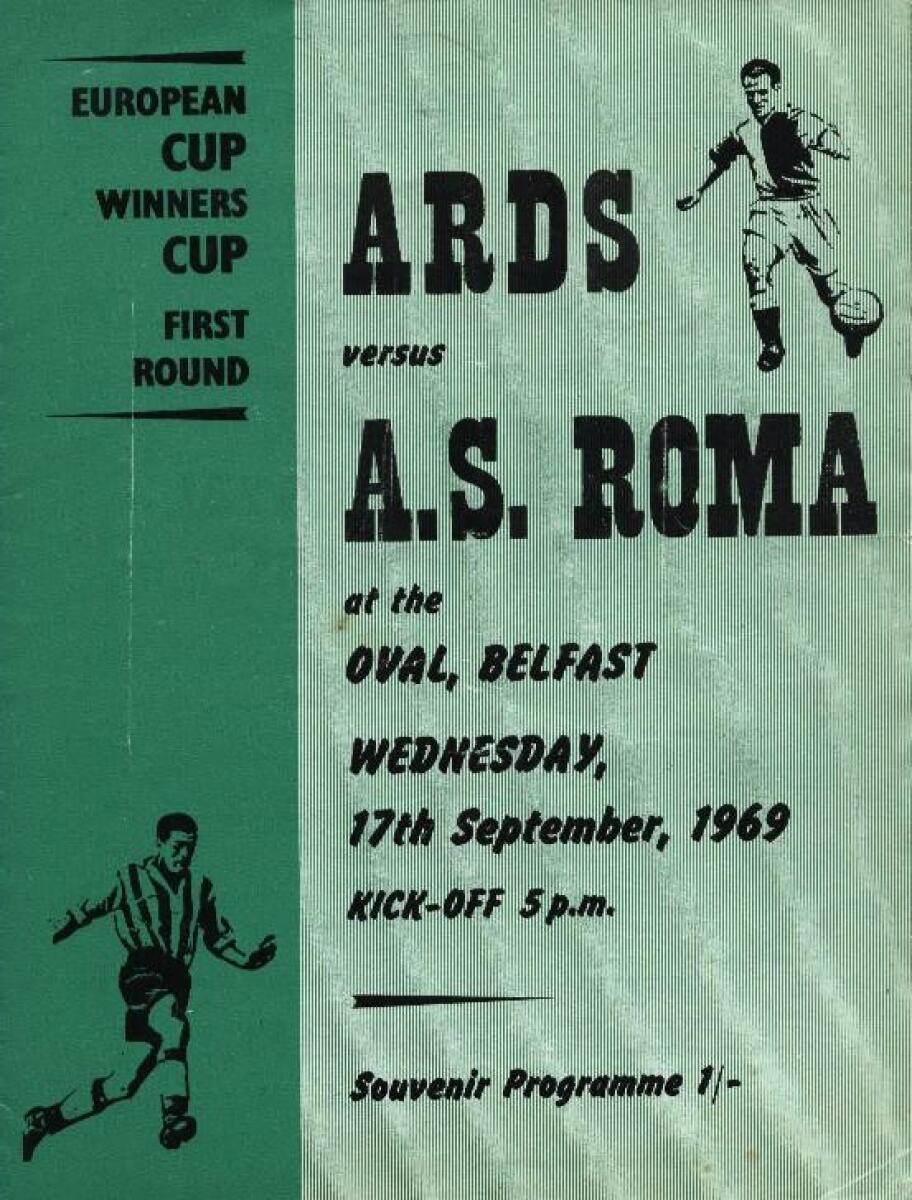 EUROPEAN
CUP
WINNERS
CUP
FIRST
ROUND
ARDS
versus
A.S. ROMA
at the
OVAL, BELFAST
WEDNESDAY,
17th September, 1969
KICK-OFF 5 p.m.
Souvenir Programme 1/-